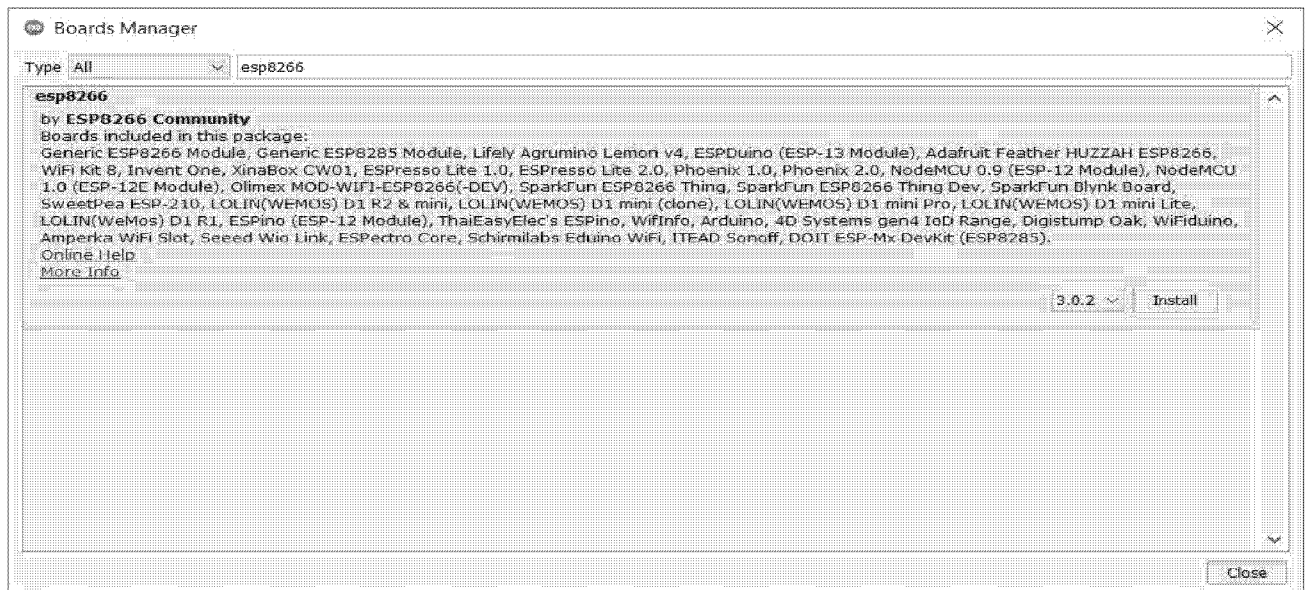 Boards Manager
Type All esp8266
esp8266
by ESP8266 Community
Boards included in this package:
Generic ESP8266 Module, Generic ESP8285 Module, Lifely Agrumino Lemon v4, ESPDuino (ESP-13 Module), Adafruit Feather HUZZAH ESP8266,
WiFi Kit 8, Invent One, XinaBox CW01, ESPresso Lite 1.0, ESPresso Lite 2.0, Phoenix 1.0, Phoenix 2.0, NodeMCU 0.9 (ESP-12 Module), NodeMCU
1.0 (ESP-12E Module), Olimex MOD-WIFI-ESP8266(-DEV), SparkFun ESP8266 Thing, SparkFun ESP8266 Thing Dev, SparkFun Blynk Board,
SweetPea ESP-210, LOLIN(WEMOS) D1 R2 & mini, LOLIN(WEMOS) D1 mini (clone), LOLIN(WEMOS) D1 mini Pro, LOLIN(WEMOS) D1 mini Lite,
LOLIN(WeMos) D1 R1, ESPino (ESP-12 Module), ThaiEasyElec's ESPino, WifInfo, Arduino, 4D Systems gen4 IoD Range, Digistump Oak, WiFiduino,
Amperka WiFi Slot, Seeed Wio Link, ESPectro Core, Schirmilabs Eduino WiFi, ITEAD Sonoff, DOIT ESP-Mx DevKit (ESP8285).
Online Help
More Info
3.0.2 Install
Close